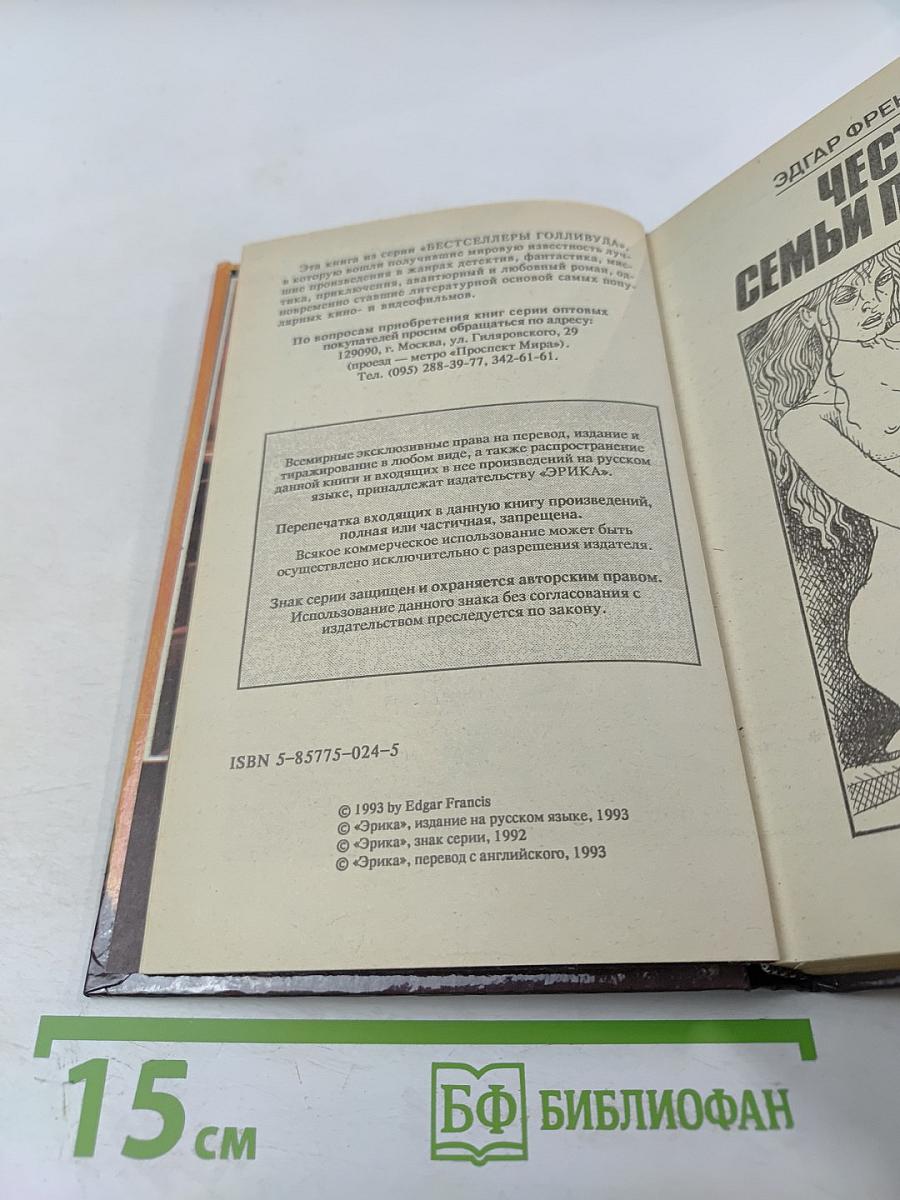 Эта книга из серии «БЕСТСЕЛЛЕРЫ ГОЛЛИВУДА»,
в которую вошли получившие мировую известность луч-
шие произведения в жанрах детектив, фантастика, мис-
тика, приключения, авантюрный и любовный роман, од-
новременно ставшие литературной основой самых попу-
лярных кино- и видеофильмов.
По вопросам приобретения книг серии оптовых
покупателей просим обращаться по адресу:
129090, г. Москва, ул. Гиляровского, 29
(проезд — метро «Проспект Мира»).
Тел. (095) 288-39-77, 342-61-61.
Всемирные эксклюзивные права на перевод, издание и
тиражирование в любом виде, а также распространение
данной книги и входящих в нее произведений на русском
языке, принадлежат издательству «ЭРИКА».
Перепечатка входящих в данную книгу произведений,
полная или частичная, запрещена.
Всякое коммерческое использование может быть
осуществлено исключительно с разрешения издателя.
Знак серии защищен и охраняется авторским правом.
Использование данного знака без согласования с
издательством преследуется по закону.
ISBN 5-85775-024-5
© 1993 by Edgar Francis
© «Эрика», издание на русском языке, 1993
© «Эрика», знак серии, 1992
© «Эрика», перевод с английского, 1993
ЭДГАР ФРЕН
ЧЕСТ
СЕМЬИ П
15 см
БФ БИБЛИОФАН